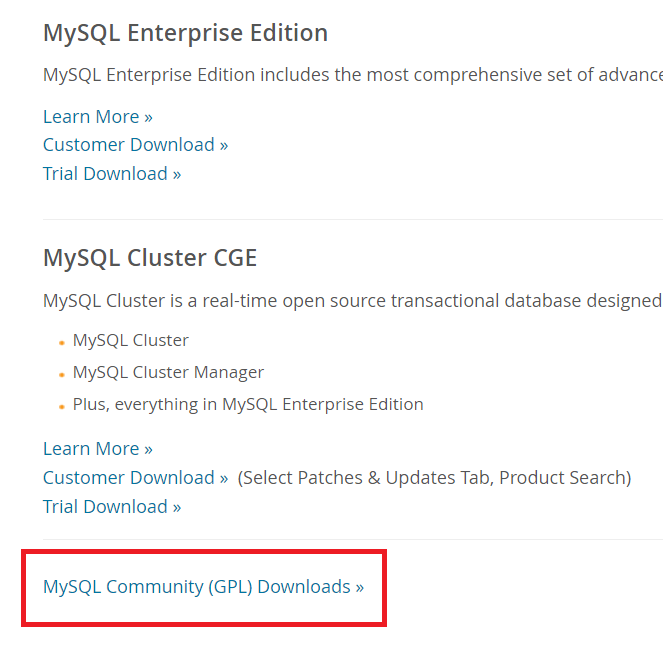 MySQL Enterprise Edition
MySQL Enterprise Edition includes the most comprehensive set of advance
Learn More »
Customer Download »
Trial Download »
MySQL Cluster CGE
MySQL Cluster is a real-time open source transactional database designed
• MySQL Cluster
• MySQL Cluster Manager
• Plus, everything in MySQL Enterprise Edition
Learn More »
Customer Download » (Select Patches & Updates Tab, Product Search)
Trial Download »
MySQL Community (GPL) Downloads »